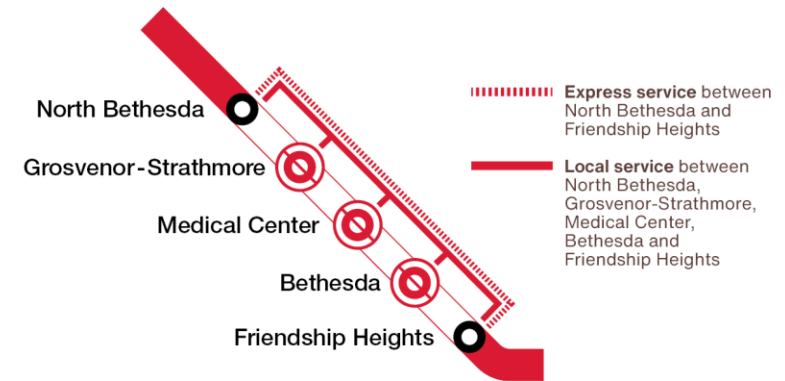 North Bethesda
Grosvenor-Strathmore
Medical Center
Bethesda
Friendship Heights
Express service between
North Bethesda and
Friendship Heights
Local service between
North Bethesda,
Grosvenor-Strathmore,
Medical Center,
Bethesda and
Friendship Heights